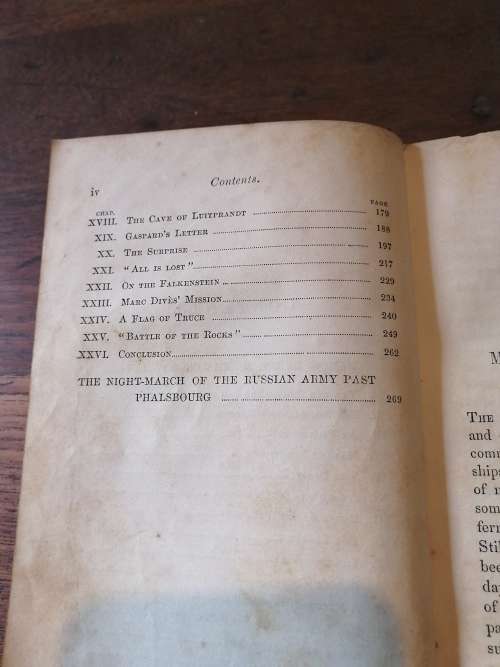 iv
Contents.
CHAP. PAGE
XVIII. THE CAVE OF LUITPRANDT 179
XIX. GASPARD'S LETTER 188
XX. THE SURPRISE 197
XXI. "ALL IS LOST" 217
XXII. ON THE FALKENSTEIN 229
XXIII. MARC DIVÈS' MISSION 234
XXIV. A FLAG OF TRUCE 240
XXV. "BATTLE OF THE ROCKS" 249
XXVI. CONCLUSION 262
THE NIGHT-MARCH OF THE RUSSIAN ARMY PAST
PHALSBOURG 269
M
THE
and
com
ships
of
som
fer
Stil
bee
da
of
pa
su